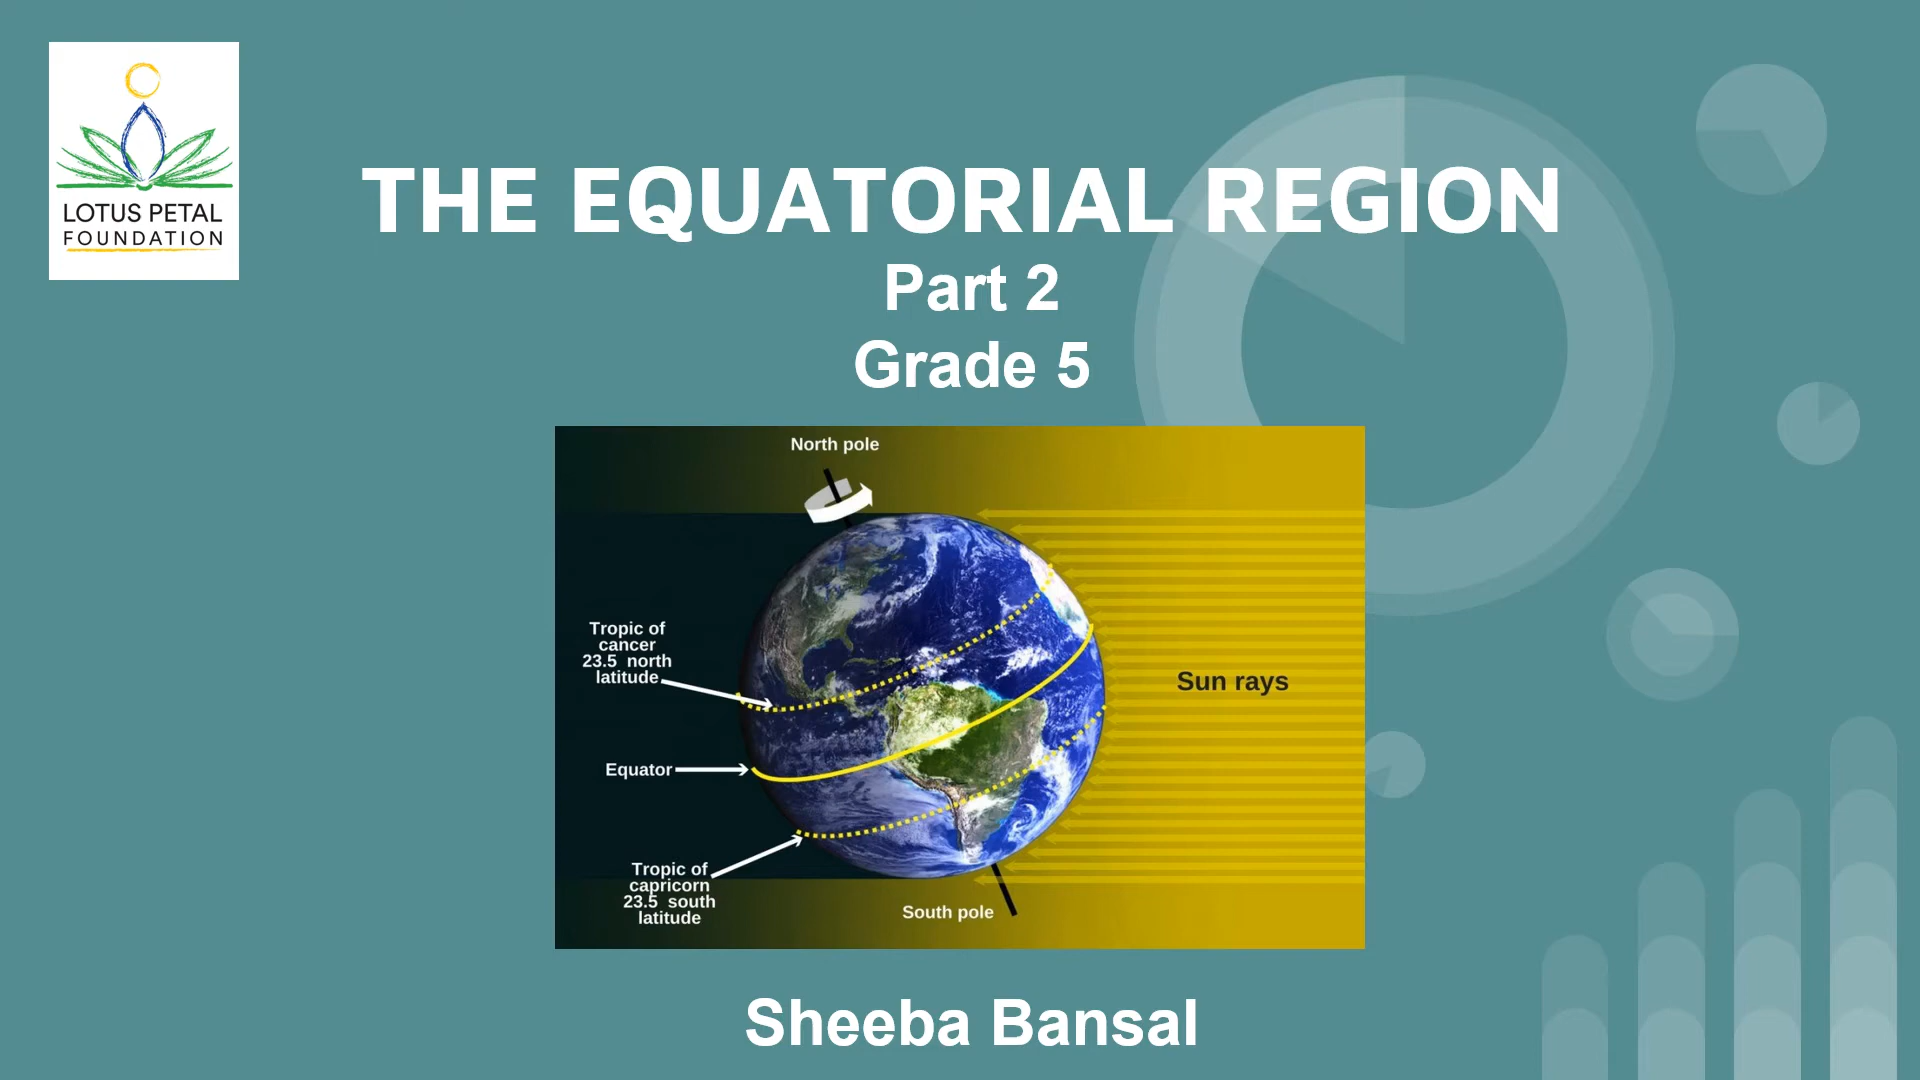 LOTUS PETAL
FOUNDATION
THE EQUATORIAL REGION
Part 2
Grade 5
North pole
Tropic of
cancer
23.5 north
latitude
Sun rays
Equator
Tropic of
capricorn
23.5 south
latitude
South pole
Sheeba Bansal